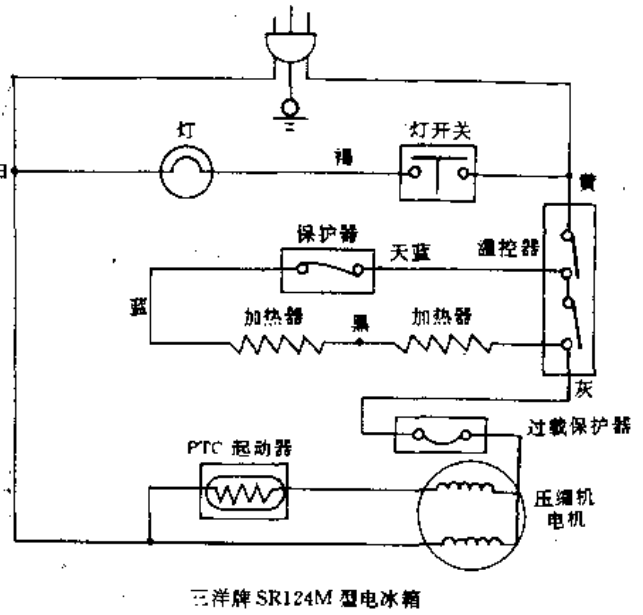 灯
灯开关
褐
白
黄
保护器
天蓝
温控器
蓝
加热器
黑
加热器
灰
过载保护器
PTC 起动器
压缩机
电机
三洋牌 SR124M 型电冰箱